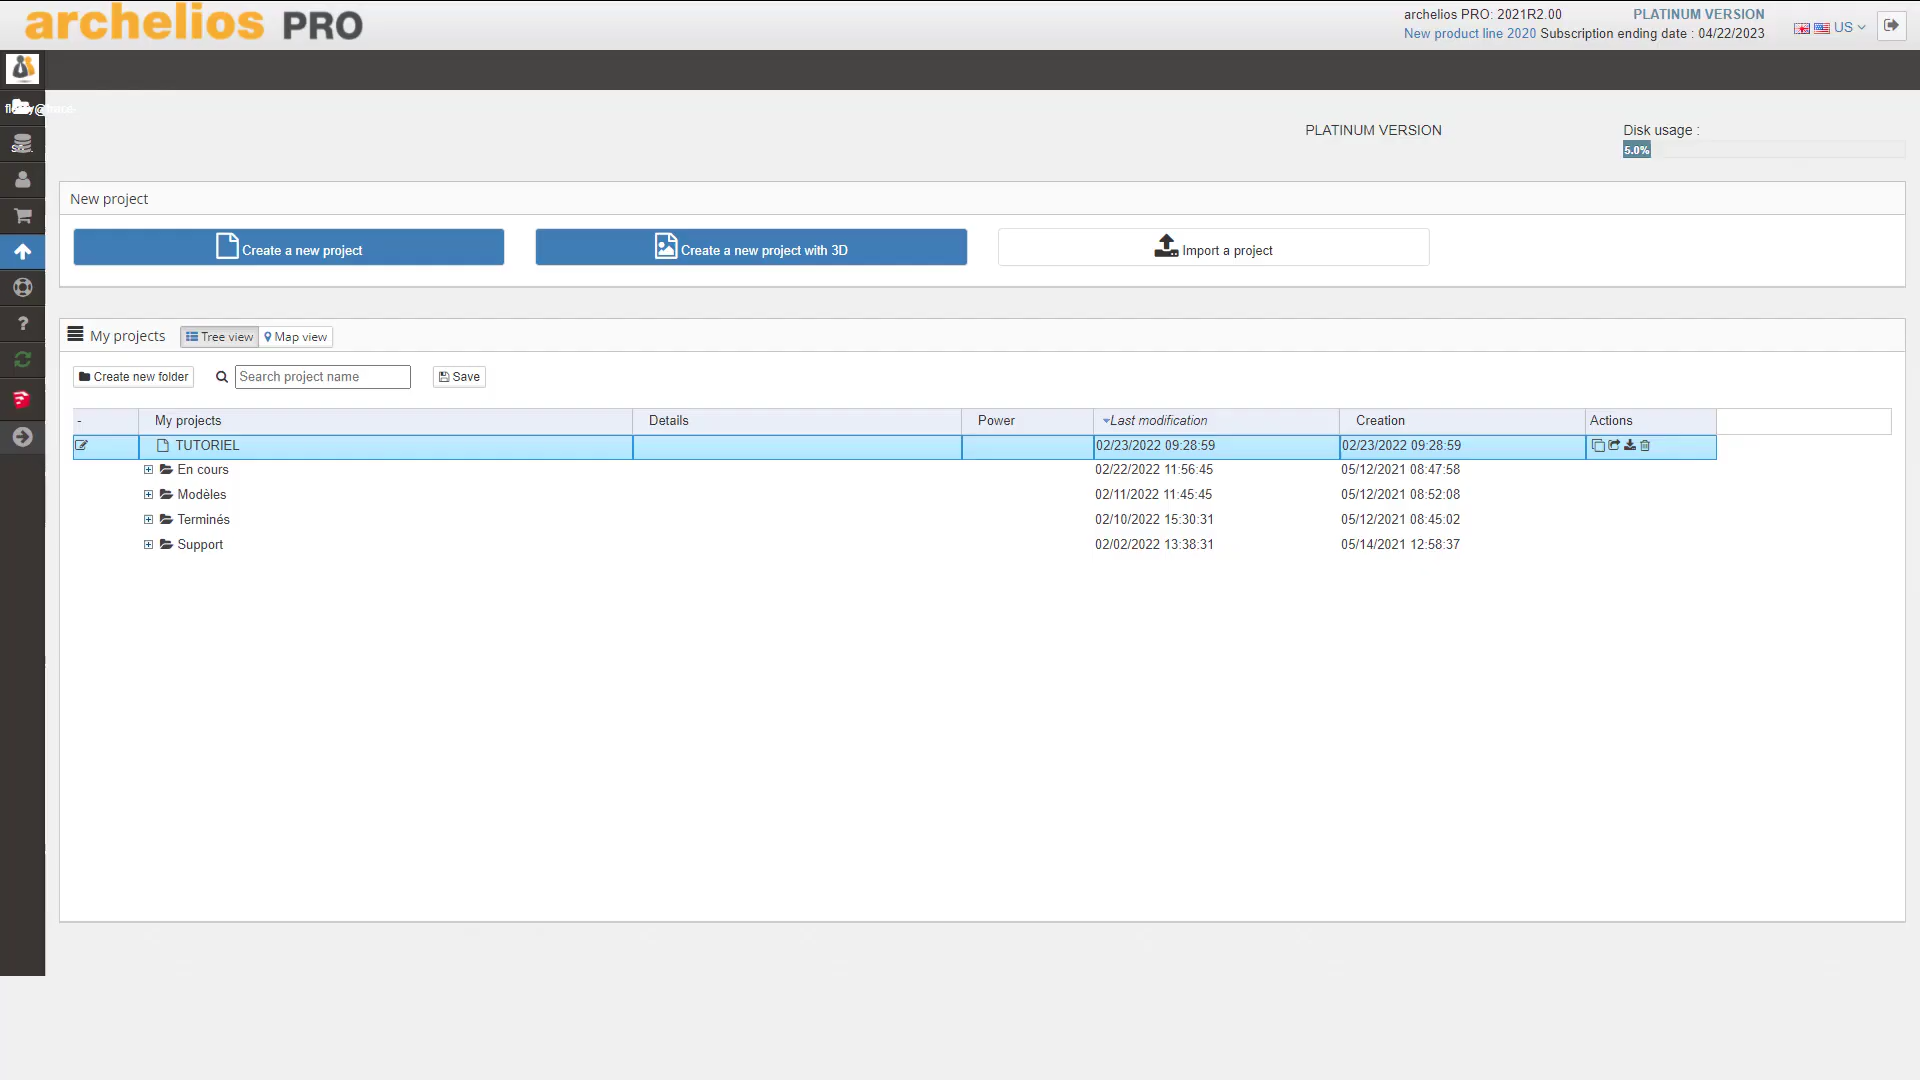 archelios PRO
archelios PRO: 2021R2.00 PLATINUM VERSION
New product line 2020 Subscription ending date : 04/22/2023
US
PLATINUM VERSION
Disk usage :
5.0%
New project
Create a new project
Create a new project with 3D
Import a project
My projects
Tree view
Map view
Create new folder
Search project name
Save
- My projects Details Power Last modification Creation Actions
TUTORIEL 02/23/2022 09:28:59 02/23/2022 09:28:59
En cours 02/22/2022 11:56:45 05/12/2021 08:47:58
Modèles 02/11/2022 11:45:45 05/12/2021 08:52:08
Terminés 02/10/2022 15:30:31 05/12/2021 08:45:02
Support 02/02/2022 13:38:31 05/14/2021 12:58:37